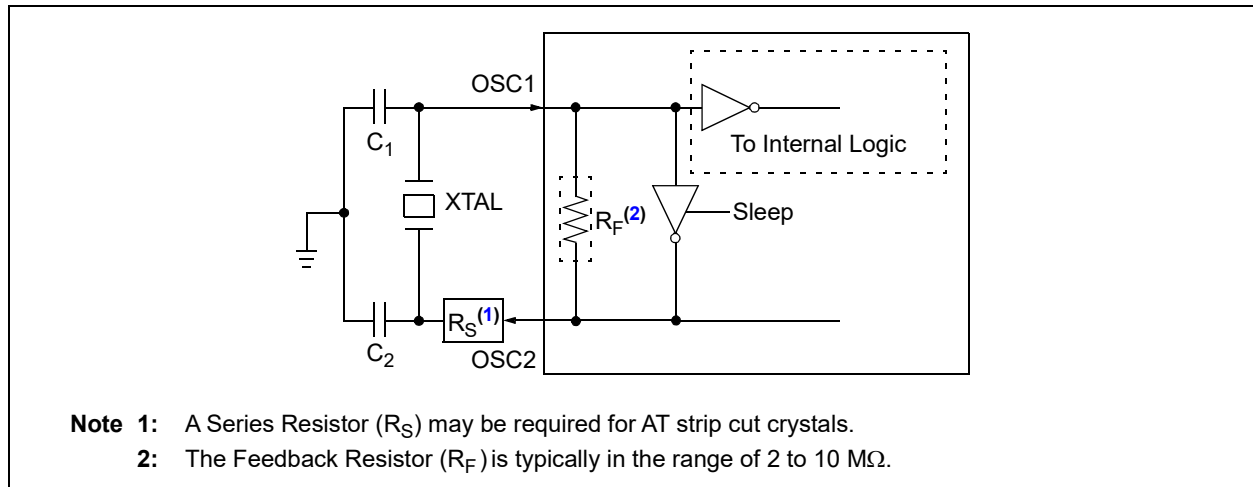 OSC1
C1
To Internal Logic
XTAL
RF(2)
Sleep
RS(1)
C2
OSC2
Note 1: A Series Resistor (RS) may be required for AT strip cut crystals.
2: The Feedback Resistor (RF) is typically in the range of 2 to 10 MΩ.